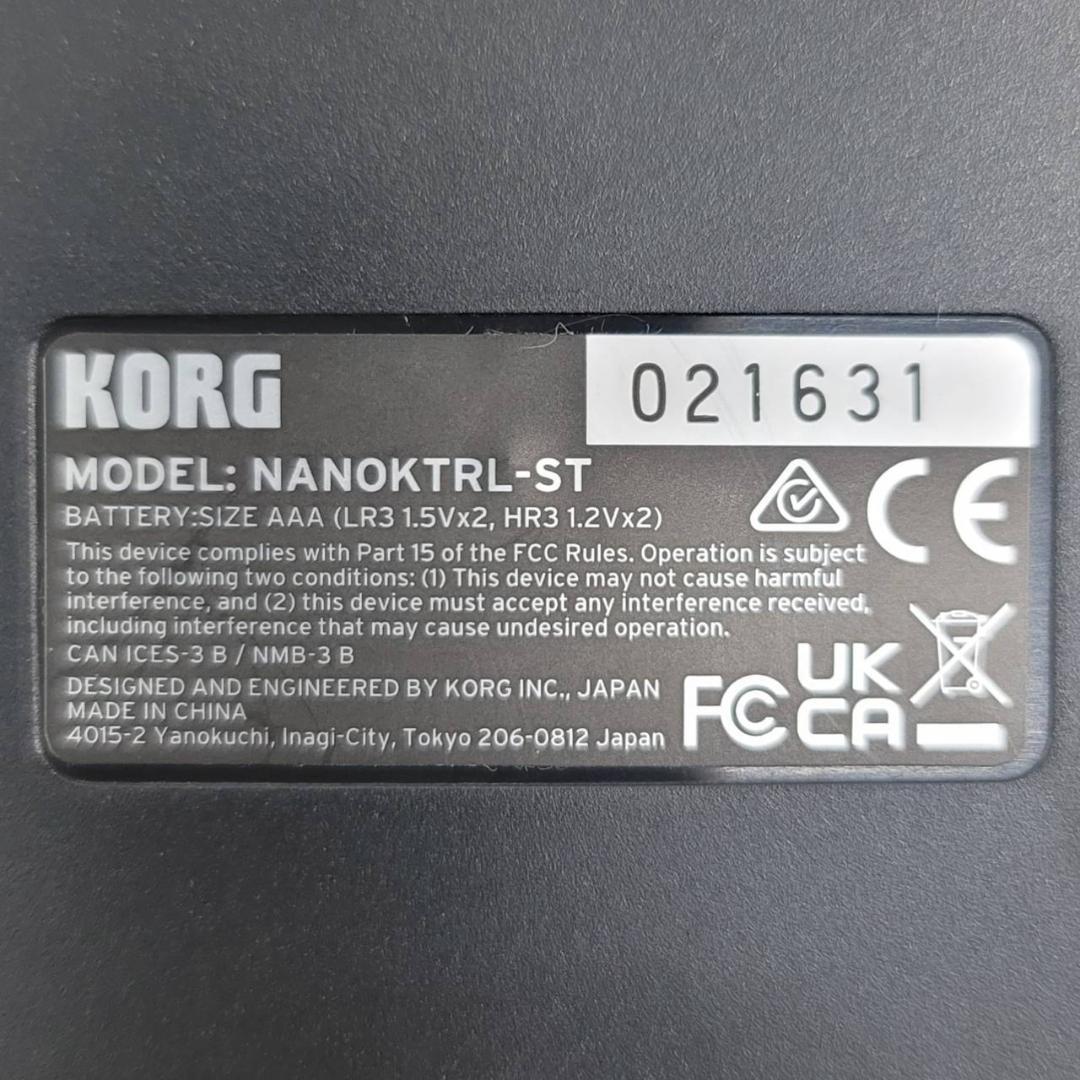 KORG
021631
MODEL: NANOKTRL-ST
BATTERY:SIZE AAA (LR3 1.5Vx2, HR3 1.2Vx2)
This device complies with Part 15 of the FCC Rules. Operation is subject
to the following two conditions: (1) This device may not cause harmful
interference, and (2) this device must accept any interference received,
including interference that may cause undesired operation.
CAN ICES-3 B / NMB-3 B
DESIGNED AND ENGINEERED BY KORG INC., JAPAN
MADE IN CHINA
4015-2 Yanokuchi, Inagi-City, Tokyo 206-0812 Japan
CE
FC
UK
CA